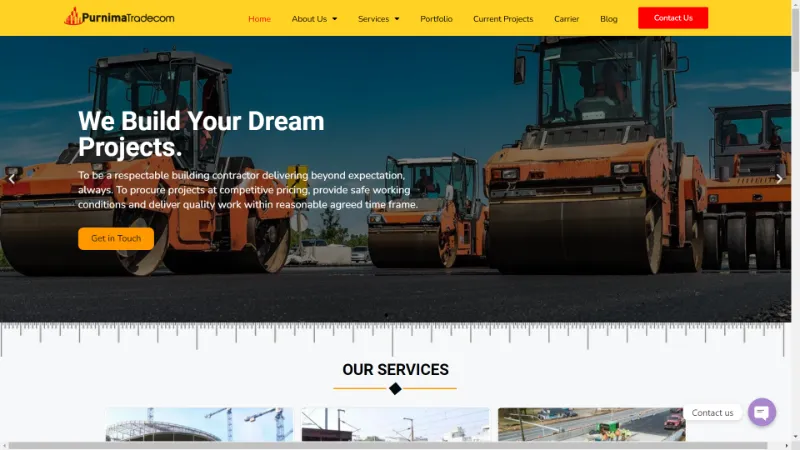 PurnimaTradecom
Home
About Us
Services
Portfolio
Current Projects
Carrier
Blog
Contact Us
We Build Your Dream
Projects.
To be a respectable building contractor delivering beyond expectation,
always. To procure projects at competitive pricing, provide safe working
conditions and deliver quality work within reasonable agreed time frame.
Get in Touch
OUR SERVICES
Contact us